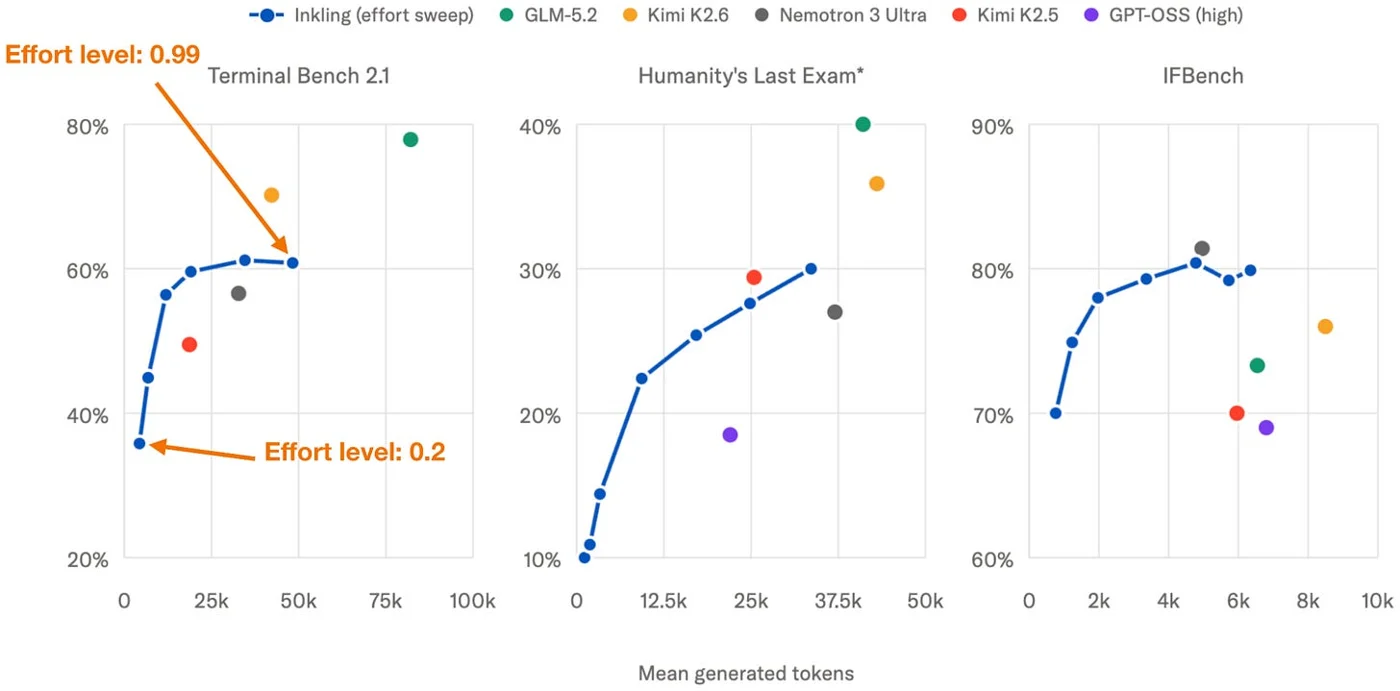 Inkling (effort sweep) GLM-5.2 Kimi K2.6 Nemotron 3 Ultra Kimi K2.5 GPT-OSS (high)
Effort level: 0.99
Terminal Bench 2.1
80%
60%
40%
20%
0 25k 50k 75k 100k
Effort level: 0.2
Humanity's Last Exam*
40%
30%
20%
10%
0 12.5k 25k 37.5k 50k
IFBench
90%
80%
70%
60%
0 2k 4k 6k 8k 10k
Mean generated tokens